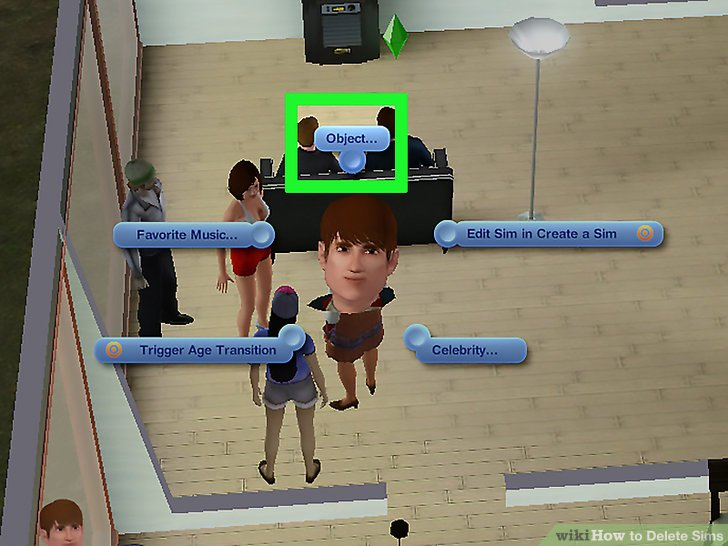 Object...
Favorite Music...
Edit Sim in Create a Sim
Trigger Age Transition
Celebrity...
wikiHow to Delete Sims